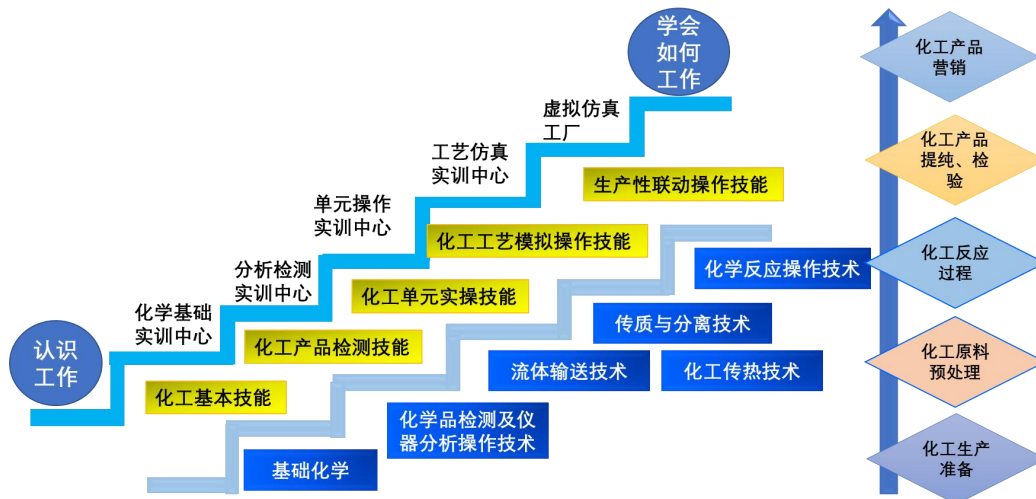 学会
如何
工作
虚拟仿真
工厂
工艺仿真
实训中心
单元操作
实训中心
分析检测
实训中心
化学基础
实训中心
认识
工作
生产性联动操作技能
化工工艺模拟操作技能
化工单元实操技能
化工产品检测技能
化工基本技能
化学反应操作技术
传质与分离技术
流体输送技术
化工传热技术
化学品检测及仪
器分析操作技术
基础化学
化工产品
营销
化工产品
提纯、检
验
化工反应
过程
化工原料
预处理
化工生产
准备